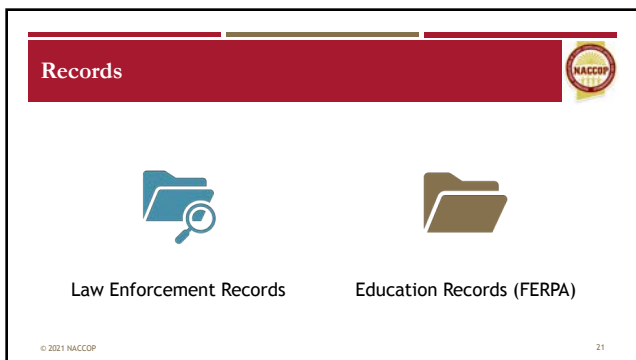 Records
NACCOP
Law Enforcement Records
Education Records (FERPA)
© 2021 NACCOP
21